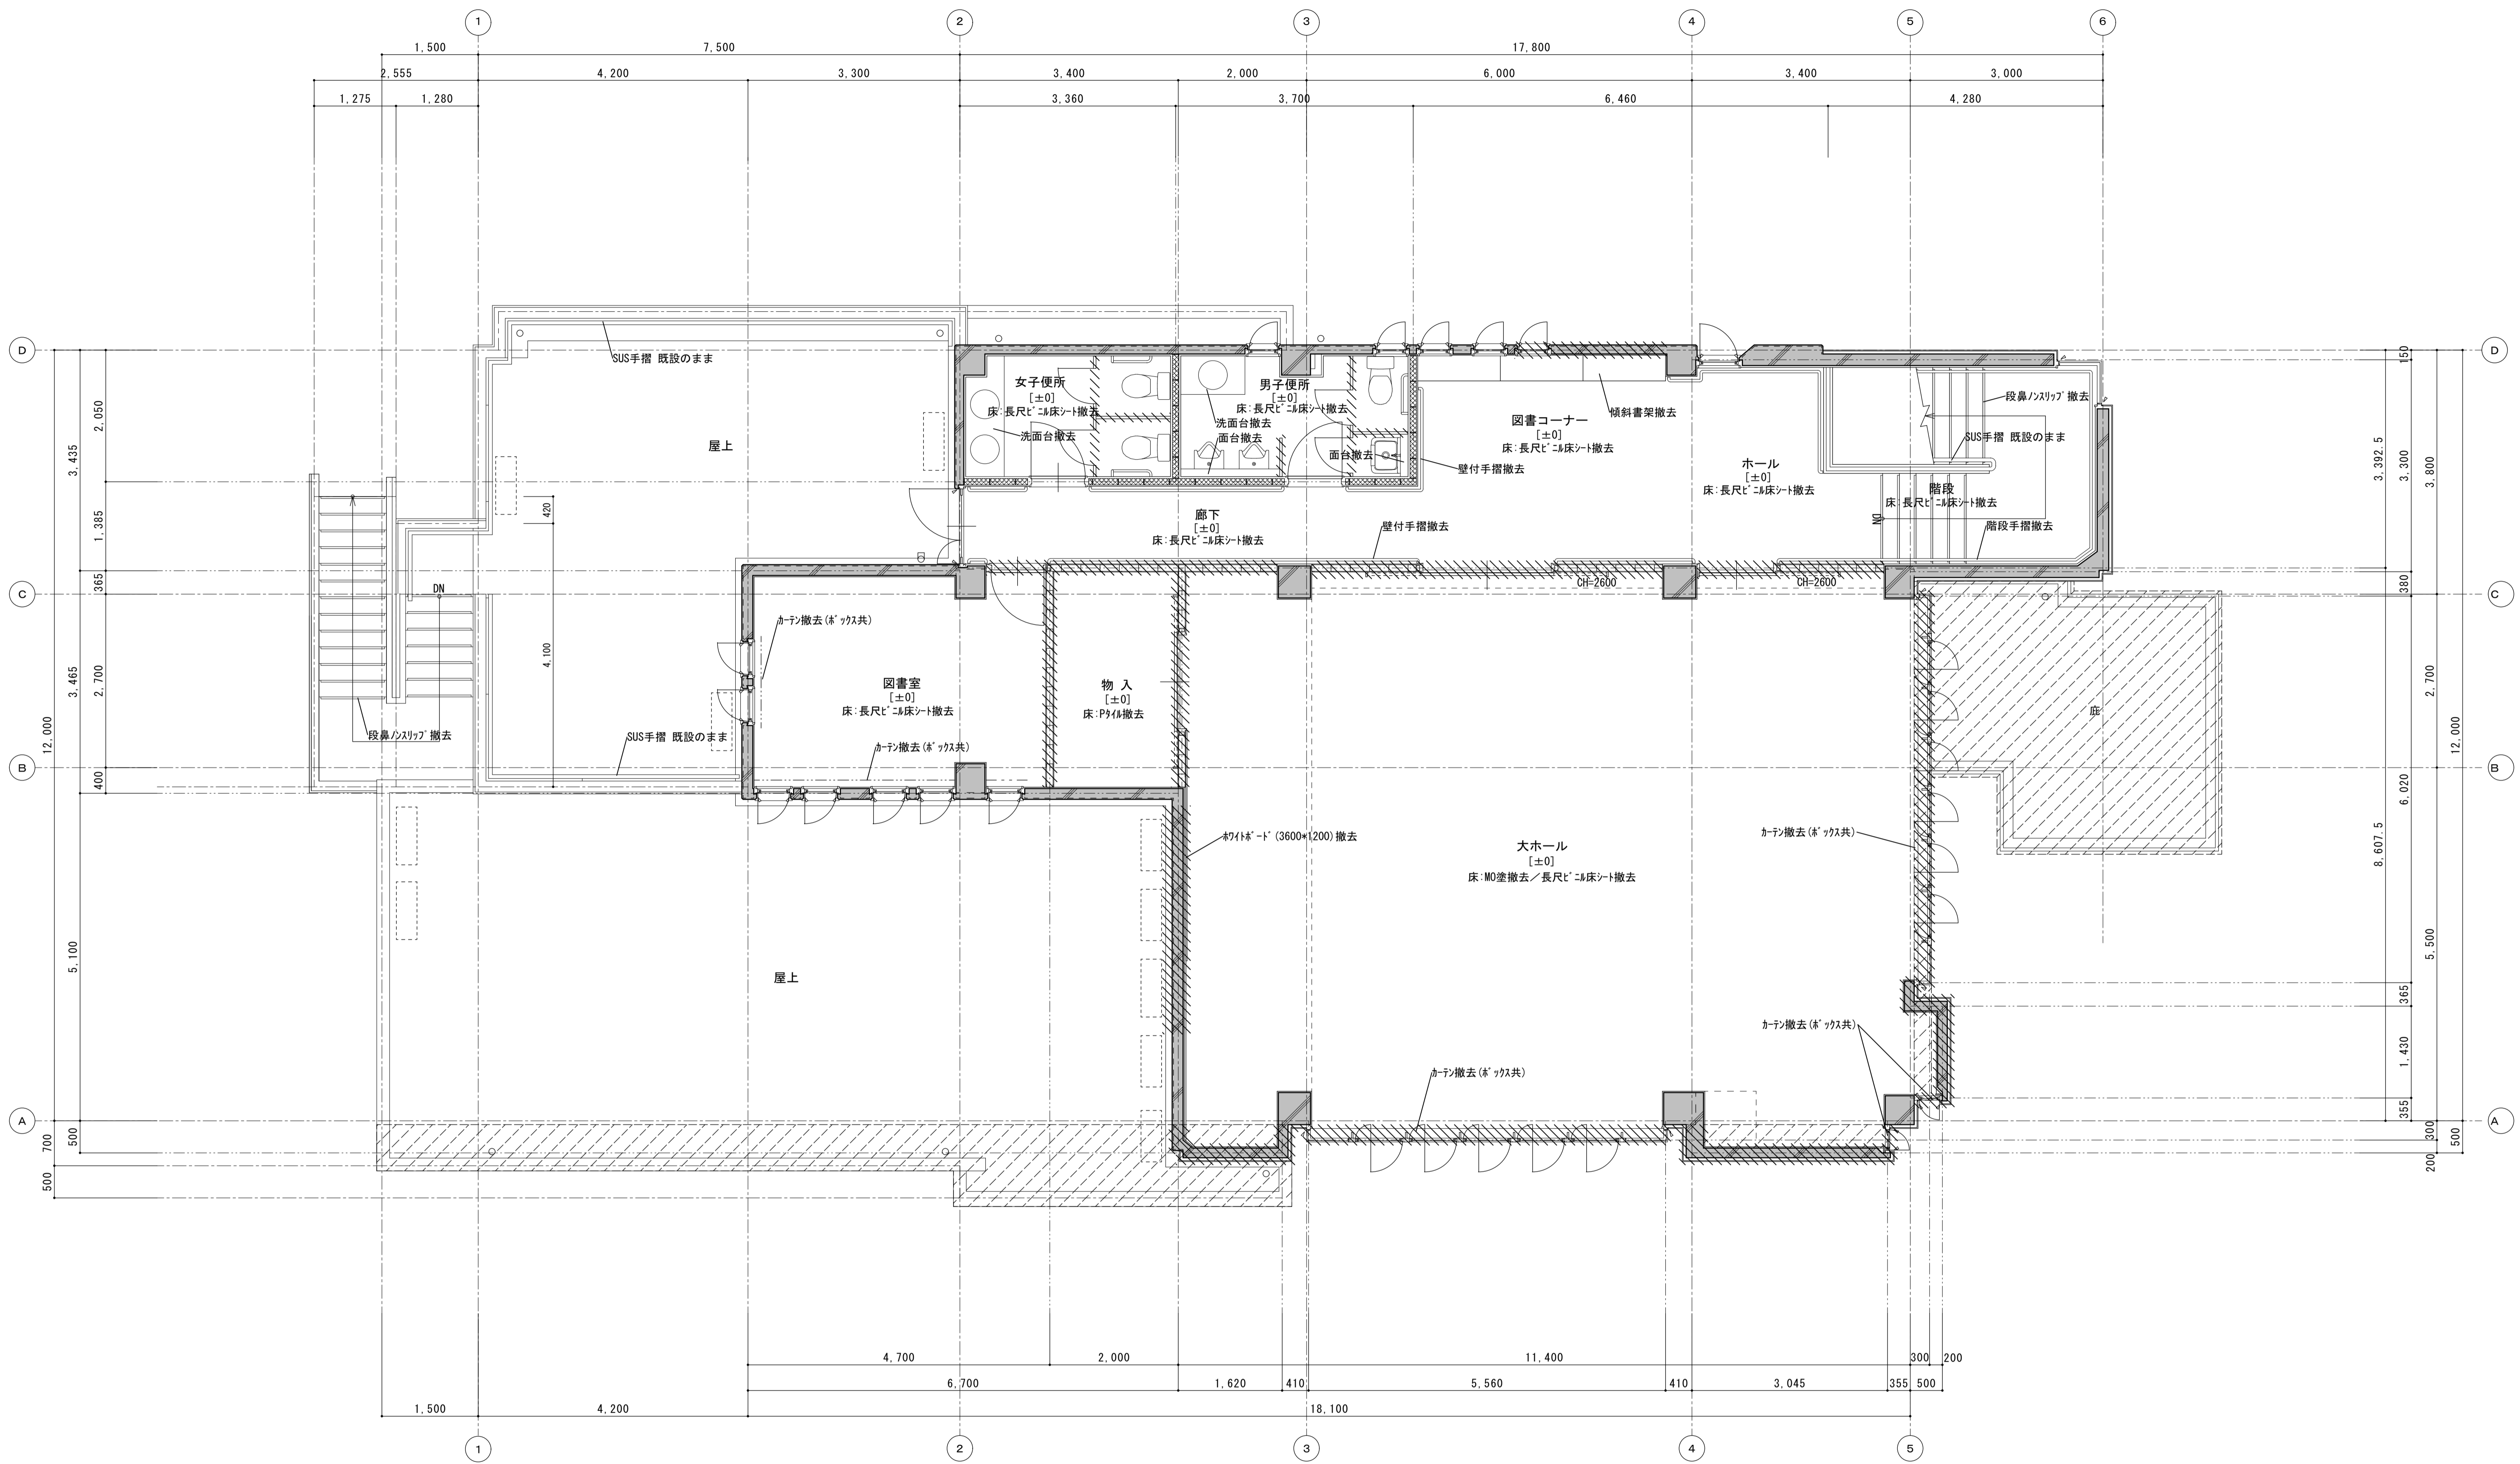 1
2
3
4
5
6
1,500
7,500
17,800
2,555
4,200
3,300
3,400
2,000
6,000
3,400
3,000
1,275
1,280
3,360
3,700
6,460
4,280
D
D
SUS手摺 既設のまま
屋上
女子便所
[±0]
床:長尺ビニル床シート撤去
洗面台撤去
男子便所
[±0]
床:長尺ビニル床シート撤去
洗面台撤去
面台撤去
面台撤去
壁付手摺撤去
図書コーナー
[±0]
床:長尺ビニル床シート撤去
傾斜書架撤去
ホール
[±0]
床:長尺ビニル床シート撤去
段鼻ノンスリップ撤去
SUS手摺 既設のまま
階段
床:長尺ビニル床シート撤去
DN
階段手摺撤去
廊下
[±0]
床:長尺ビニル床シート撤去
壁付手摺撤去
CH=2600
CH=2600
C
C
DN
420
4,100
カーテン撤去(ボックス共)
図書室
[±0]
床:長尺ビニル床シート撤去
物 入
[±0]
床:Pタイル撤去
庇
段鼻ノンスリップ撤去
SUS手摺 既設のまま
カーテン撤去(ボックス共)
B
B
ホワイトボード(3600*1200)撤去
大ホール
[±0]
床:MO塗撤去／長尺ビニル床シート撤去
カーテン撤去(ボックス共)
屋上
カーテン撤去(ボックス共)
カーテン撤去(ボックス共)
A
A
2,050
3,435
1,385
365
3,465
2,700
12,000
400
5,100
700
500
500
150
3,392.5
3,300
3,800
380
2,700
12,000
6,020
8,607.5
5,500
365
1,430
355
300
500
200
4,700
2,000
11,400
300
200
6,700
1,620
410
5,560
410
3,045
355
500
1,500
4,200
18,100
1
2
3
4
5